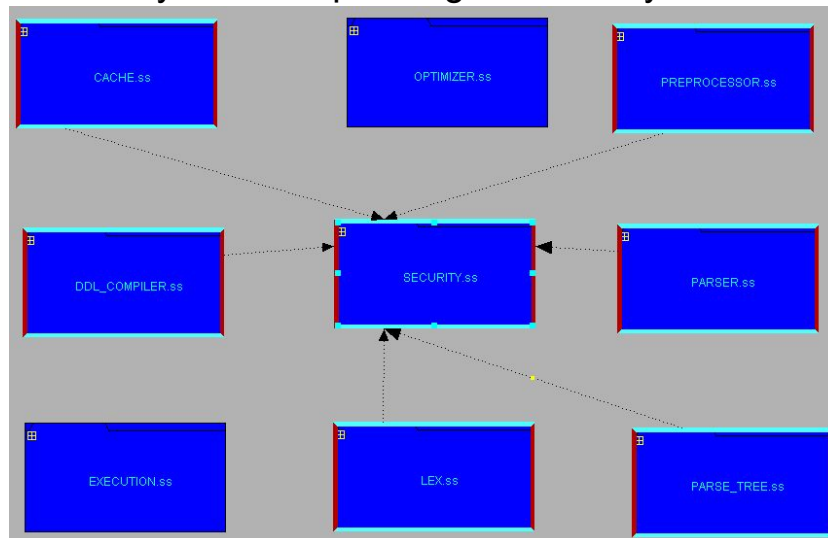 CACHE.ss
OPTIMIZER.ss
PREPROCESSOR.ss
DDL_COMPILER.ss
SECURITY.ss
PARSER.ss
EXECUTION.ss
LEX.ss
PARSE_TREE.ss